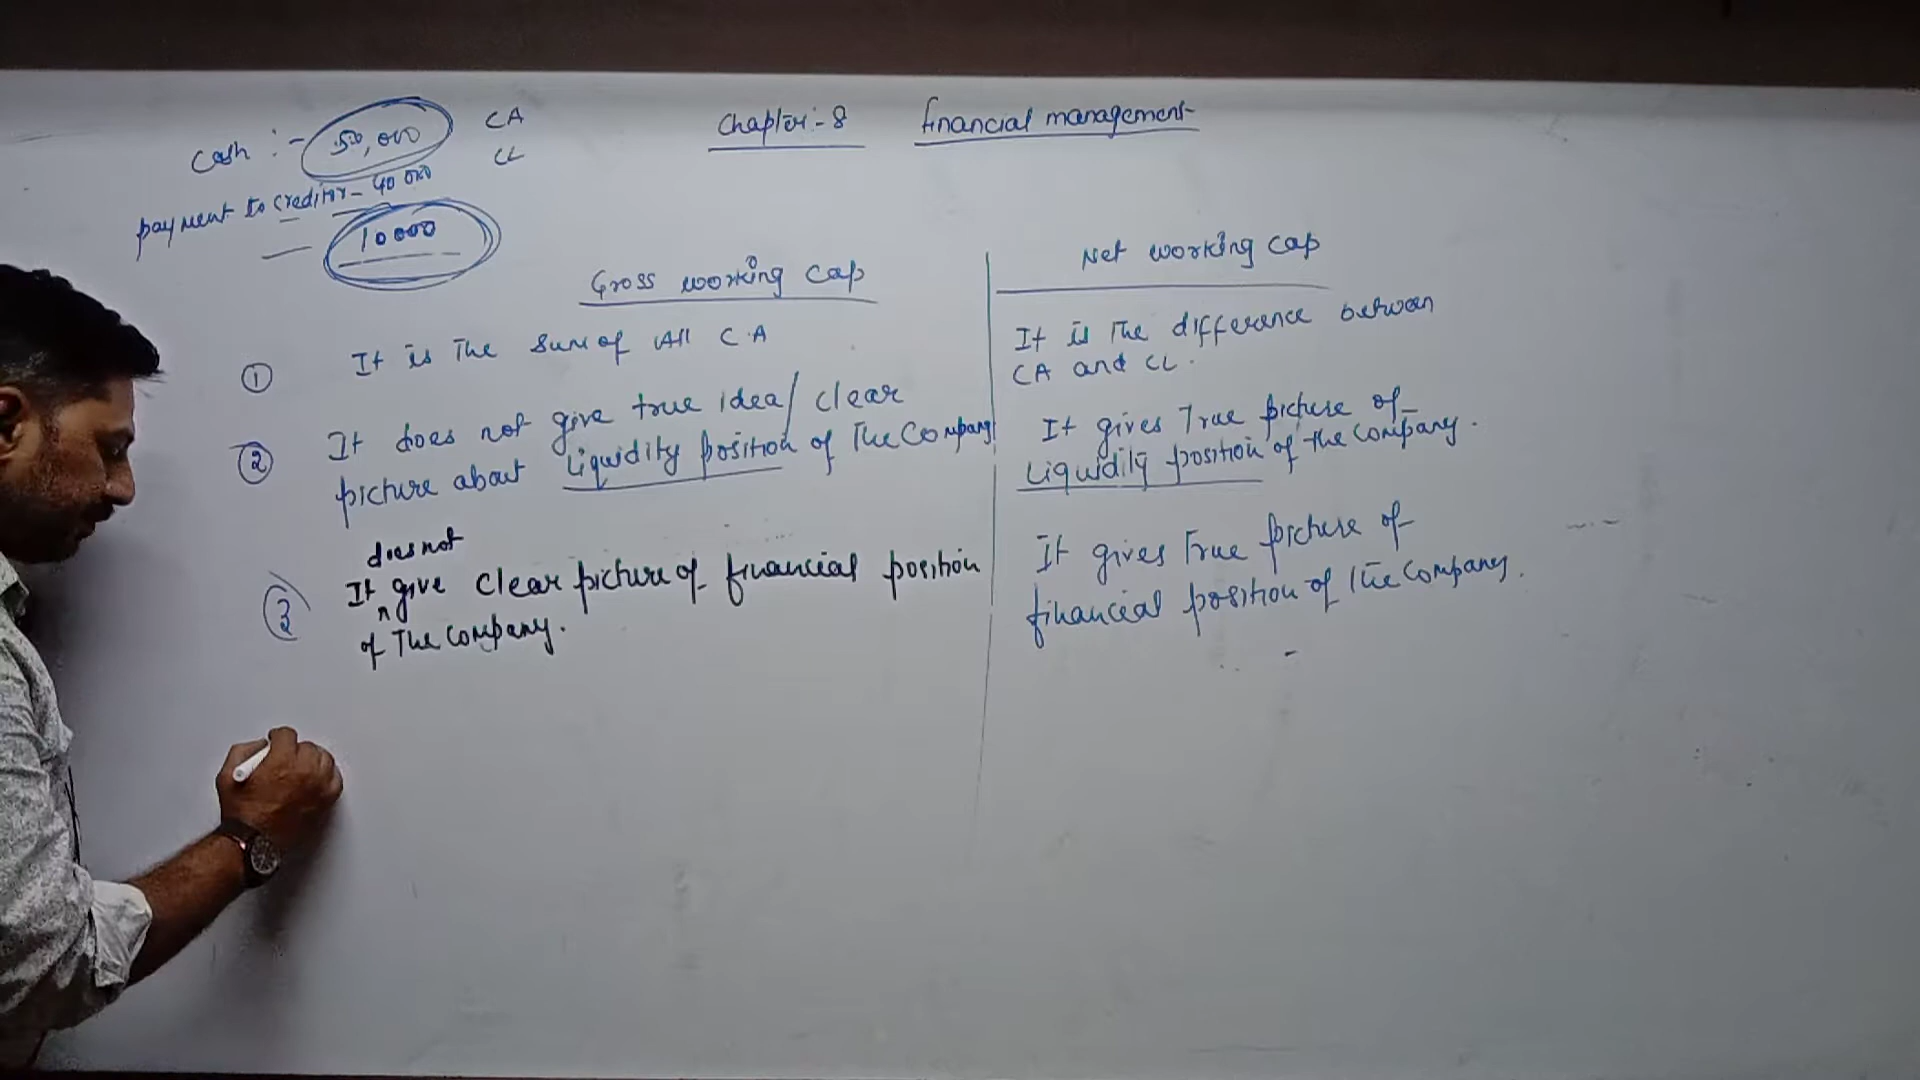 Chapter:-8 financial management
Cash :- 50,000 CA
CL
payment to creditor - 40 000
10000
Gross working cap
Net working cap
① It is The sum of All C.A
It is The difference between
CA and CL.
② It does not give true idea/clear
picture about Liquidity position of The Company
It gives True picture of
Liquidity position of the Company.
does not
③ It ^ give Clear picture of financial position
of The Company.
It gives True picture of
financial position of The Company.